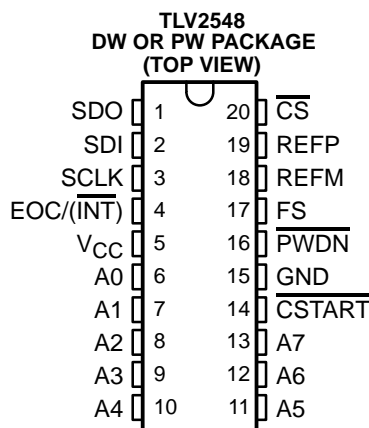 TLV2548
DW OR PW PACKAGE
(TOP VIEW)
SDO 1 20 CS
SDI 2 19 REFP
SCLK 3 18 REFM
EOC/(INT) 4 17 FS
VCC 5 16 PWDN
A0 6 15 GND
A1 7 14 CSTART
A2 8 13 A7
A3 9 12 A6
A4 10 11 A5